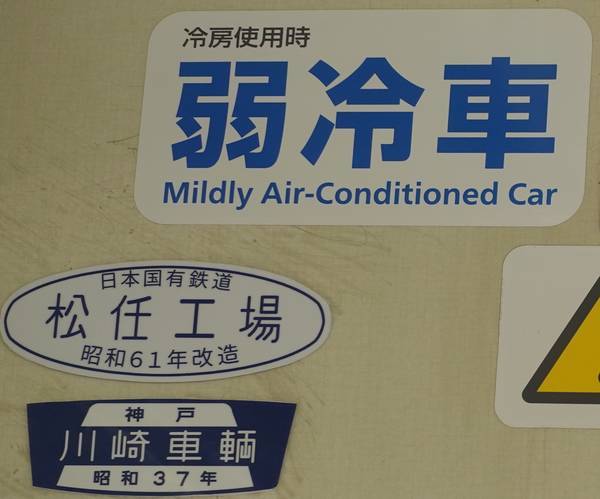 冷房使用時
弱冷車
Mildly Air-Conditioned Car
日本国有鉄道
松任工場
昭和61年改造
神戸
川崎車輌
昭和37年